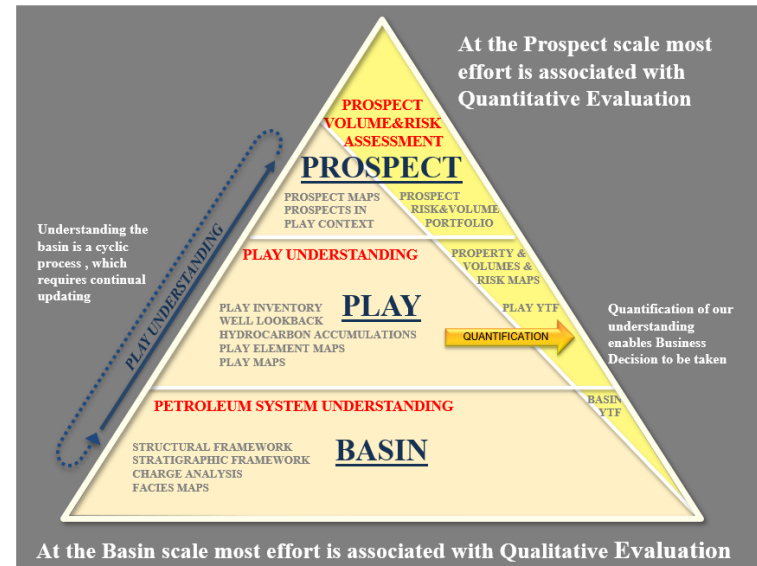 At the Prospect scale most
effort is associated with
Quantitative Evaluation
PROSPECT
VOLUME&RISK
ASSESSMENT
PROSPECT
PROSPECT MAPS
PROSPECTS IN
PLAY CONTEXT
PROSPECT
RISK&VOLUME
PORTFOLIO
Understanding the
basin is a cyclic
process , which
requires continual
updating
PLAY UNDERSTANDING
PLAY UNDERSTANDING
PROPERTY &
VOLUMES &
RISK MAPS
PLAY INVENTORY
WELL LOOKBACK
HYDROCARBON ACCUMULATIONS
PLAY ELEMENT MAPS
PLAY MAPS
PLAY
PLAY YTF
QUANTIFICATION
Quantification of our
understanding
enables Business
Decision to be taken
PETROLEUM SYSTEM UNDERSTANDING
BASIN
YTF
STRUCTURAL FRAMEWORK
STRATIGRAPHIC FRAMEWORK
CHARGE ANALYSIS
FACIES MAPS
BASIN
At the Basin scale most effort is associated with Qualitative Evaluation